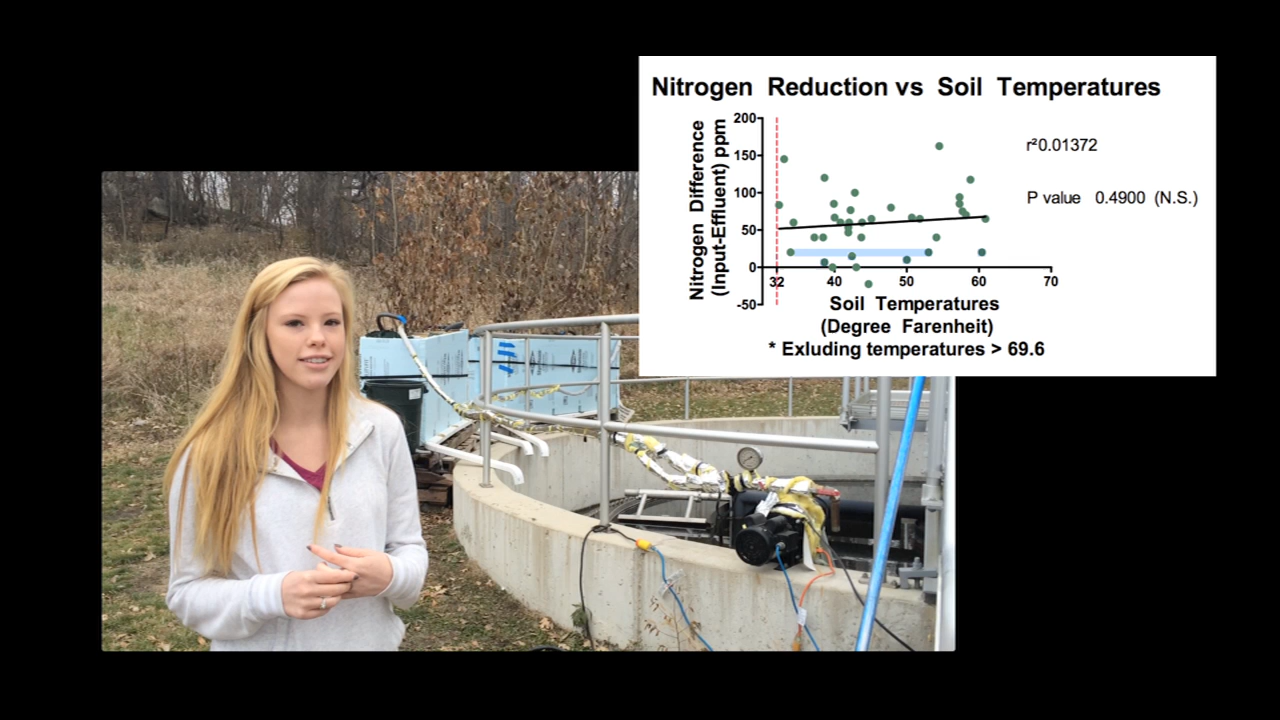 Nitrogen Reduction vs Soil Temperatures
Nitrogen Difference
(Input-Effluent) ppm
200
150
100
50
0
-50
32
40
50
60
70
r²0.01372
P value 0.4900 (N.S.)
Soil Temperatures
(Degree Farenheit)
* Exluding temperatures > 69.6